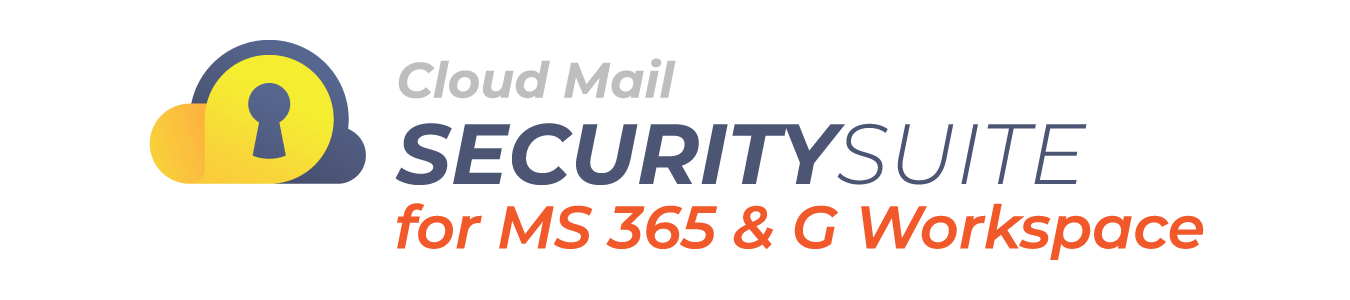 Cloud Mail
SECURITYSUITE
for MS 365 & G Workspace